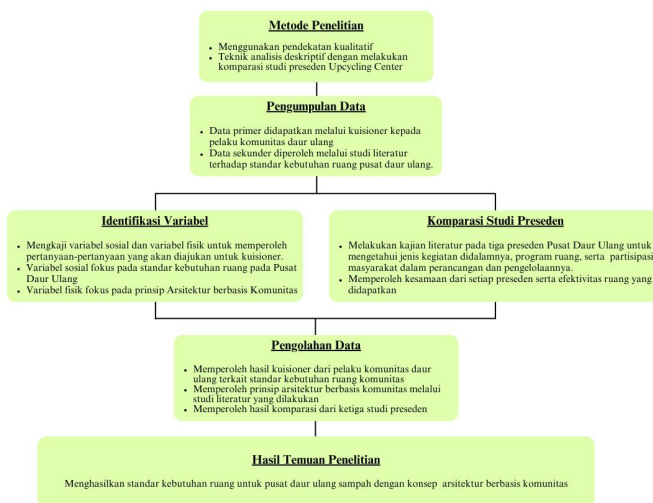 Metode Penelitian
• Menggunakan pendekatan kualitatif
• Teknik analisis deskriptif dengan melakukan
komparasi studi preseden Upcycling Center
Pengumpulan Data
• Data primer didapatkan melalui kuisioner kepada
pelaku komunitas daur ulang
• Data sekunder diperoleh melalui studi literatur
terhadap standar kebutuhan ruang pusat daur ulang.
Identifikasi Variabel
• Mengkaji variabel sosial dan variabel fisik untuk memperoleh
pertanyaan-pertanyaan yang akan diajukan untuk kuisioner.
• Variabel sosial fokus pada standar kebutuhan ruang pada Pusat
Daur Ulang
• Variabel fisik fokus pada prinsip Arsitektur berbasis Komunitas
Komparasi Studi Preseden
• Melakukan kajian literatur pada tiga preseden Pusat Daur Ulang untuk
mengetahui jenis kegiatan didalamnya, program ruang, serta partisipasi
masyarakat dalam perancangan dan pengelolaannya.
• Memperoleh kesamaan dari setiap preseden serta efektivitas ruang yang
didapatkan
Pengolahan Data
• Memperoleh hasil kuisioner dari pelaku komunitas daur
ulang terkait standar kebutuhan ruang komunitas
• Memperoleh prinsip arsitektur berbasis komunitas melalui
studi literatur yang dilakukan
• Memperoleh hasil komparasi dari ketiga studi preseden
Hasil Temuan Penelitian
Menghasilkan standar kebutuhan ruang untuk pusat daur ulang sampah dengan konsep arsitektur berbasis komunitas